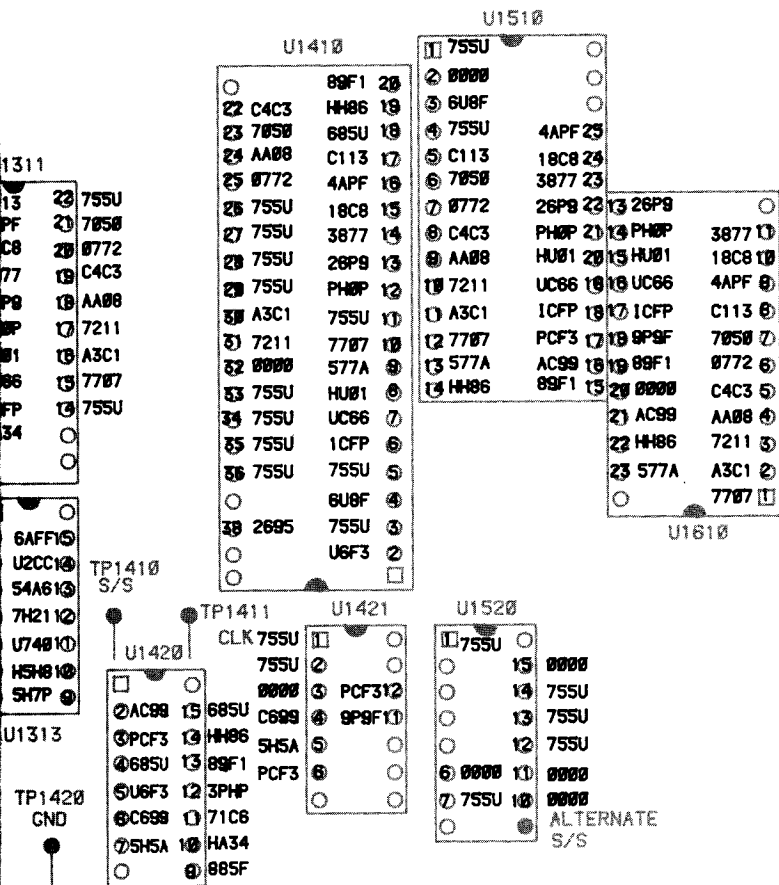 U1510
U1410
1 755U
2 0000
3 6U8F
4 755U 4APF 25
5 C113 18C8 24
6 7050 3877 23
7 0772 26P9 22
8 C4C3 PH0P 21
9 AA08 HU01 20
10 7211 UC66
11 A3C1 ICFP 18
12 7707 PCF3 17
13 577A AC99 16
14 HH86 89F1 15
89F1 20
22 C4C3 HH86 19
23 7050 685U 18
24 AA08 C113 17
25 0772 4APF 16
26 755U 18C8 15
27 755U 3877 14
28 755U 26P9 13
29 755U PH0P 12
30 A3C1 755U 11
31 7211 7707 10
32 0000 577A 9
33 755U HU01 8
34 755U UC66 7
35 755U 1CFP 6
36 755U 755U 5
6U8F 4
38 2695 755U 3
U6F3 2
1311
13 22 755U
PF 21 7050
C8 20 0772
77 19 C4C3
P9 18 AA08
0P 17 7211
01 16 A3C1
86 15 7707
FP 14 755U
34
13 26P9
14 PH0P 3877 11
15 HU01 18C8 10
16 UC66 4APF 9
17 ICFP C113 8
18 9P9F 7050 7
19 89F1 0772 6
20 0000 C4C3 5
21 AC99 AA08 4
22 HH86 7211 3
23 577A A3C1 2
7707 1
U1610
6AFF 15
U2CC 14
54A6 13
7H21 12
U740 11
H5H8 10
5H7P 9
U1313
TP1410
S/S
TP1411
CLK
U1420
2 AC99 15 685U
3 PCF3 14 HH86
4 685U 13 89F1
5 U6F3 12 3PHP
6 C699 11 71C6
7 5H5A 10 HA34
9 885F
U1421
755U 1
755U 2
0000 3 PCF3 12
C699 4 9P9F 11
5H5A 5
PCF3 6
U1520
1 755U
15 0000
14 755U
13 755U
12 755U
6 0000 11 0000
7 755U 10 0000
ALTERNATE
S/S
TP1420
GND